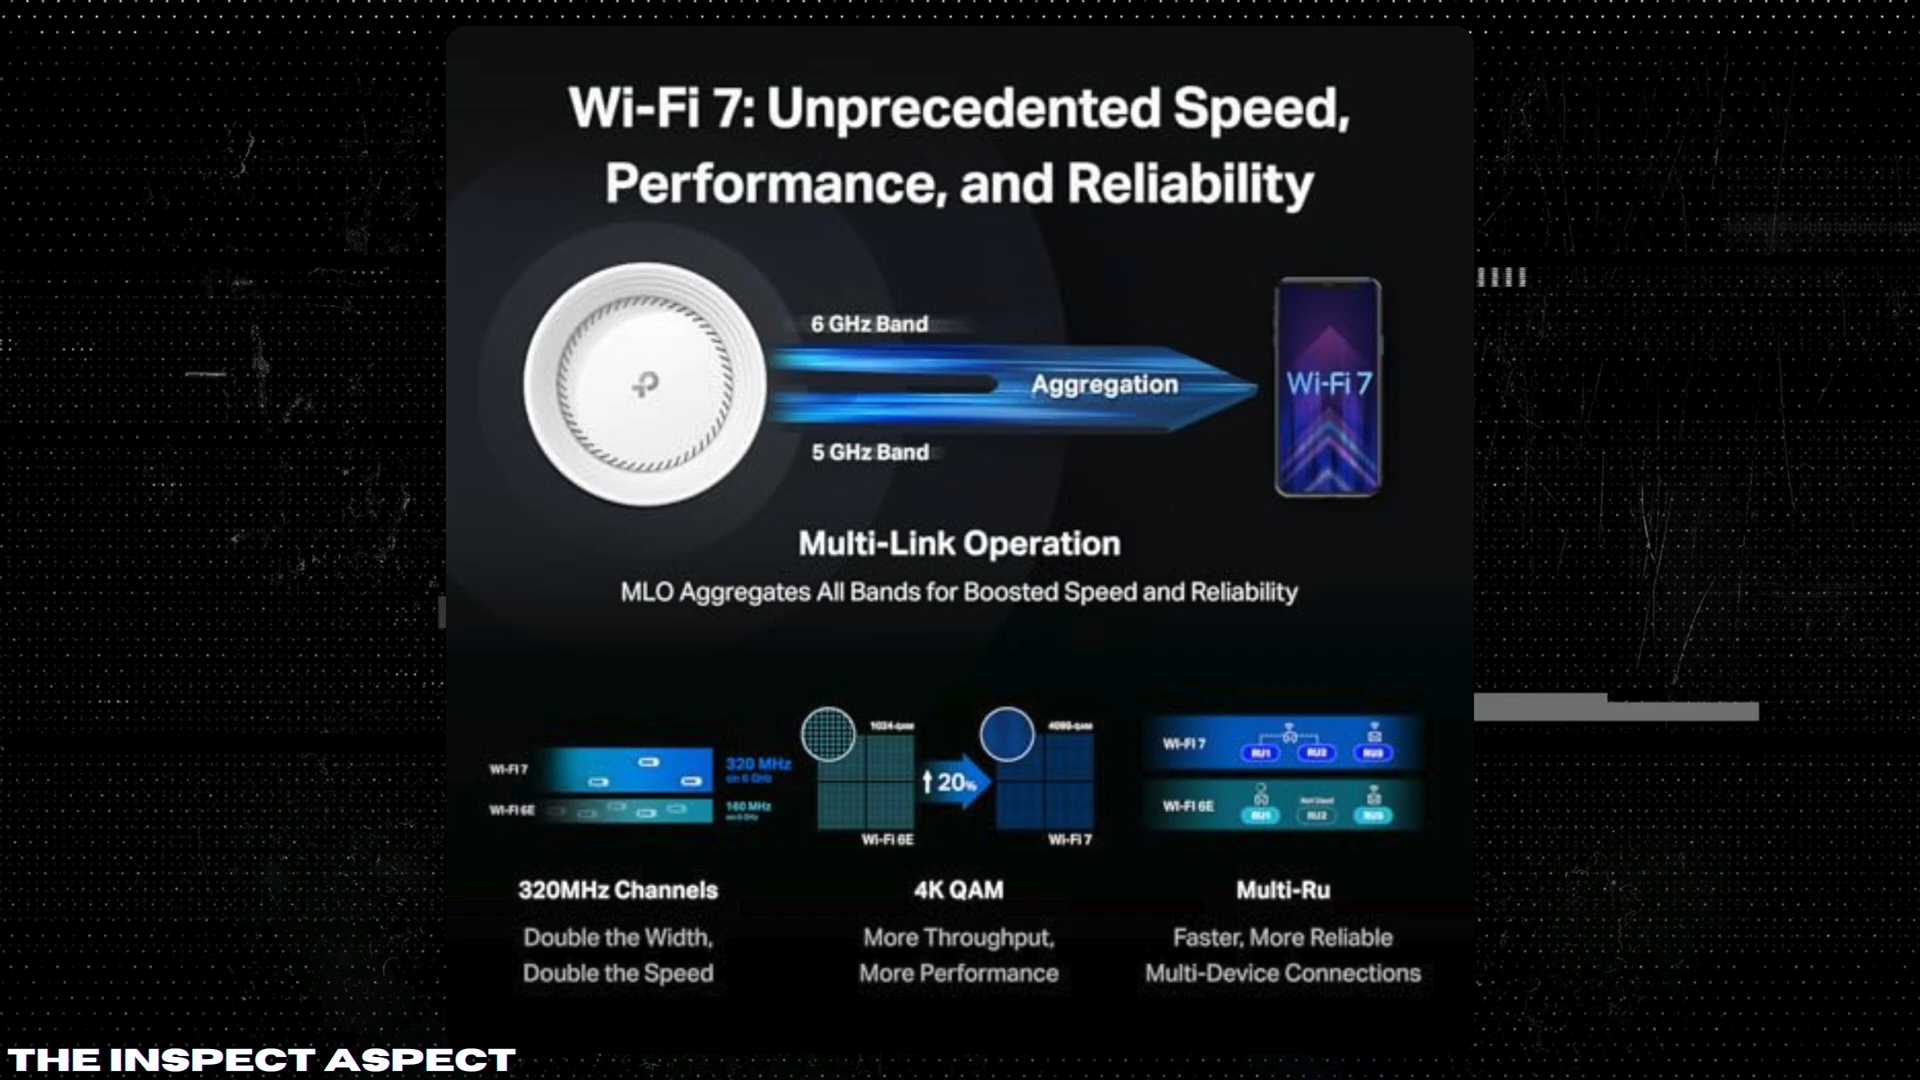 Wi-Fi 7: Unprecedented Speed,
Performance, and Reliability
6 GHz Band
Aggregation
Wi-Fi 7
5 GHz Band
Multi-Link Operation
MLO Aggregates All Bands for Boosted Speed and Reliability
WI-FI 7
320 MHz
on 6 GHz
WI-FI 6E
160 MHz
1024-QAM
20%
Wi-Fi 6E
4096-QAM
Wi-Fi 7
WI-FI 7
RU1 RU2 RU3
WI-FI 6E
RU1 RU2 RU3
320MHz Channels
Double the Width,
Double the Speed
4K QAM
More Throughput,
More Performance
Multi-Ru
Faster, More Reliable
Multi-Device Connections
THE INSPECT ASPECT